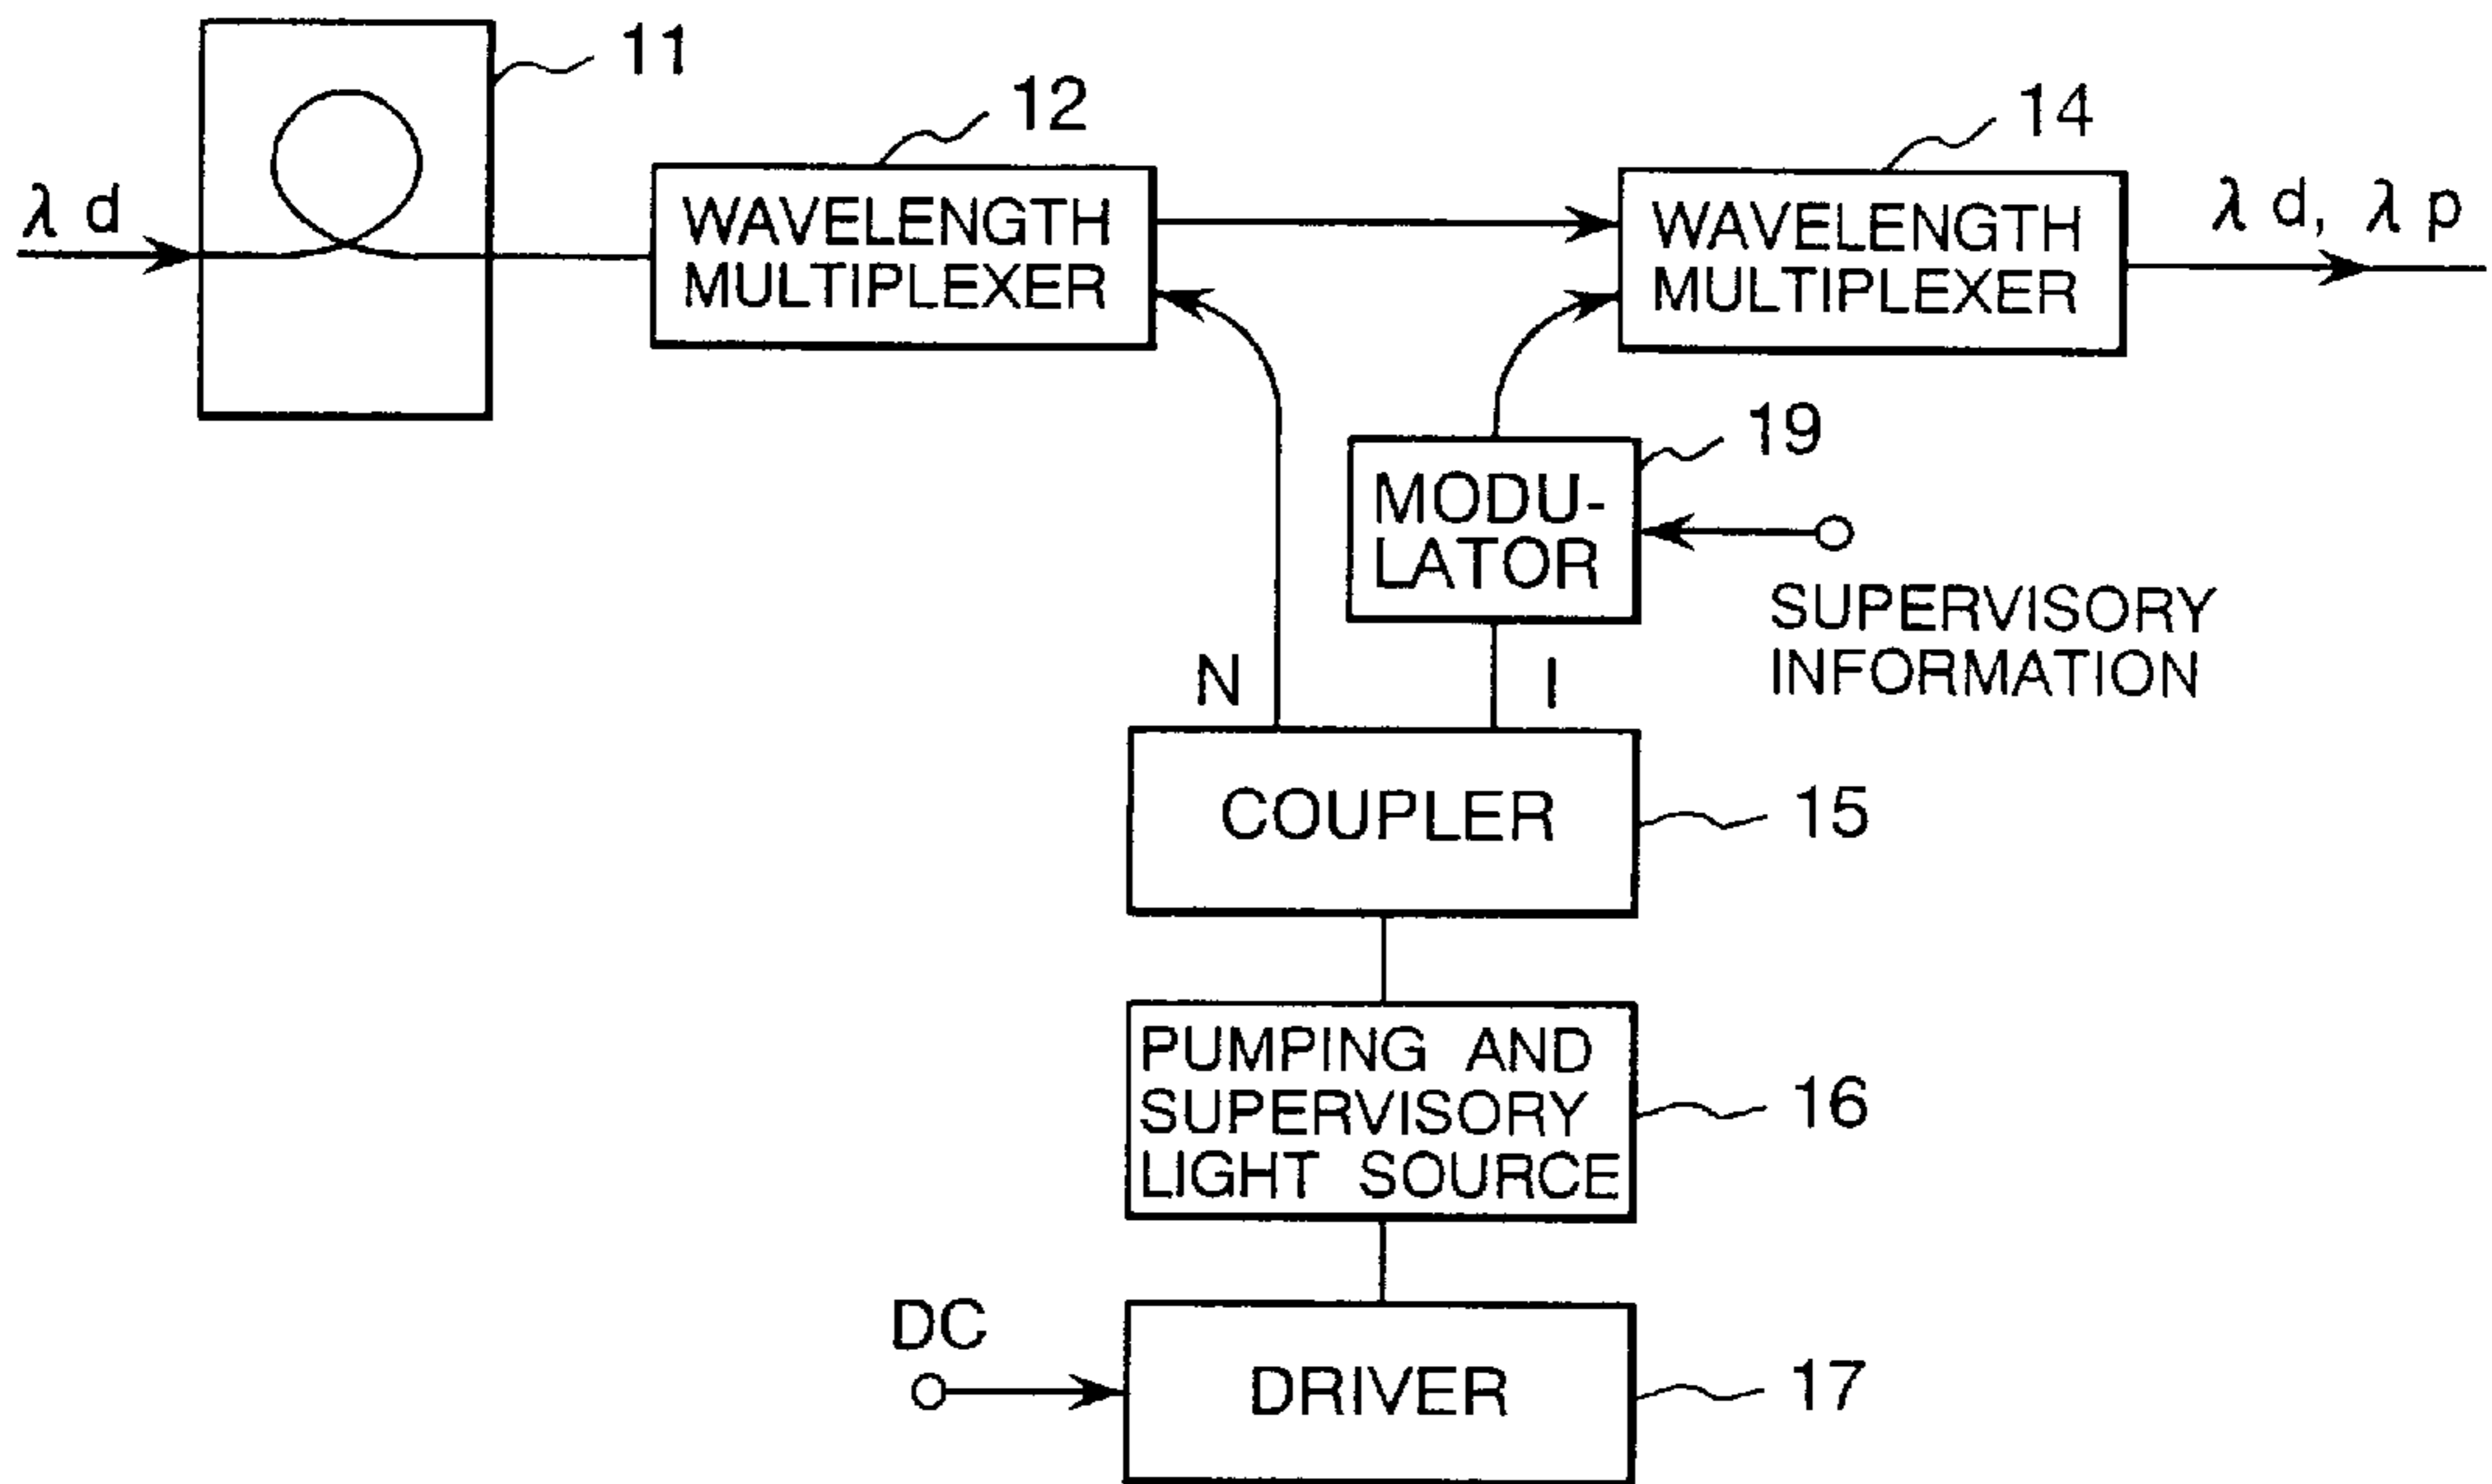 11
12
14
λ d
WAVELENGTH
MULTIPLEXER
WAVELENGTH
MULTIPLEXER
λ d, λ p
19
MODU-
LATOR
SUPERVISORY
INFORMATION
N
I
COUPLER
15
PUMPING AND
SUPERVISORY
LIGHT SOURCE
16
DC
DRIVER
17